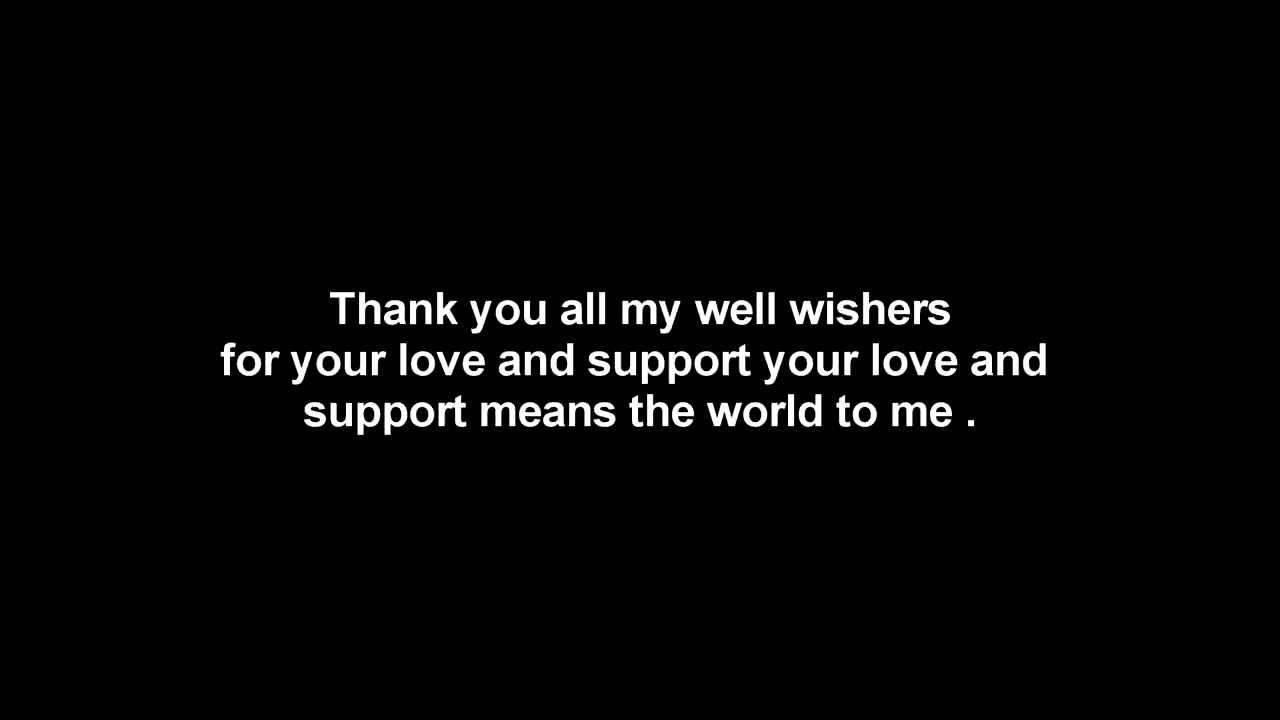 Thank you all my well wishers
for your love and support your love and
support means the world to me .